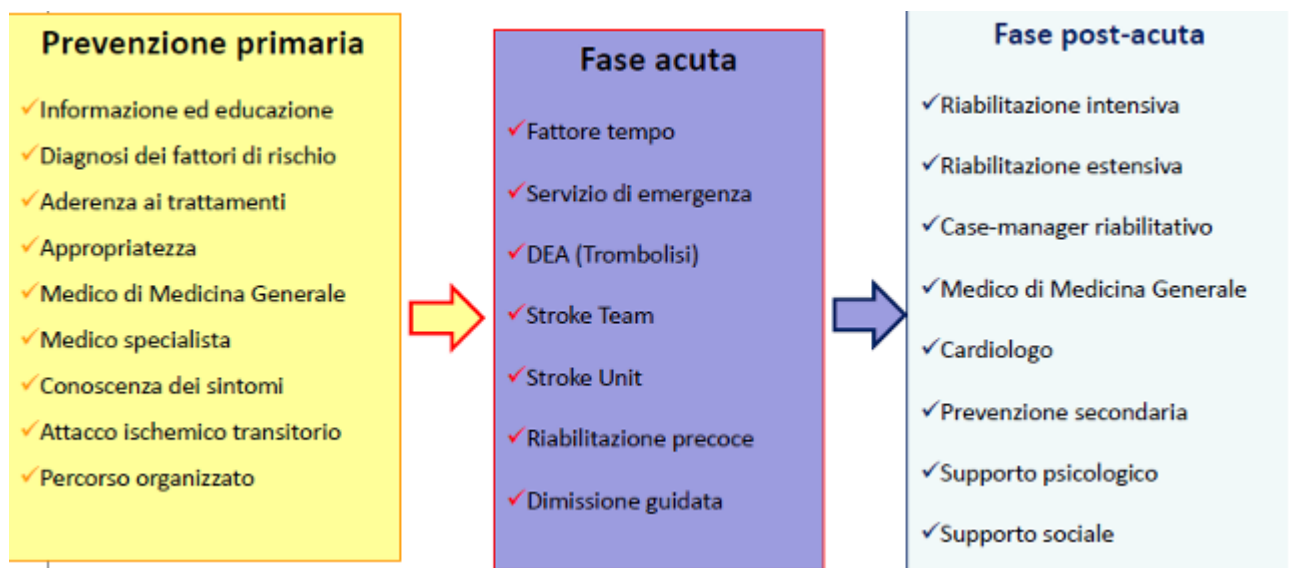 Prevenzione primaria
Informazione ed educazione
Diagnosi dei fattori di rischio
Aderenza ai trattamenti
Appropriatezza
Medico di Medicina Generale
Medico specialista
Conoscenza dei sintomi
Attacco ischemico transitorio
Percorso organizzato
Fase acuta
Fattore tempo
Servizio di emergenza
DEA (Trombolisi)
Stroke Team
Stroke Unit
Riabilitazione precoce
Dimissione guidata
Fase post-acuta
Riabilitazione intensiva
Riabilitazione estensiva
Case-manager riabilitativo
Medico di Medicina Generale
Cardiologo
Prevenzione secondaria
Supporto psicologico
Supporto sociale